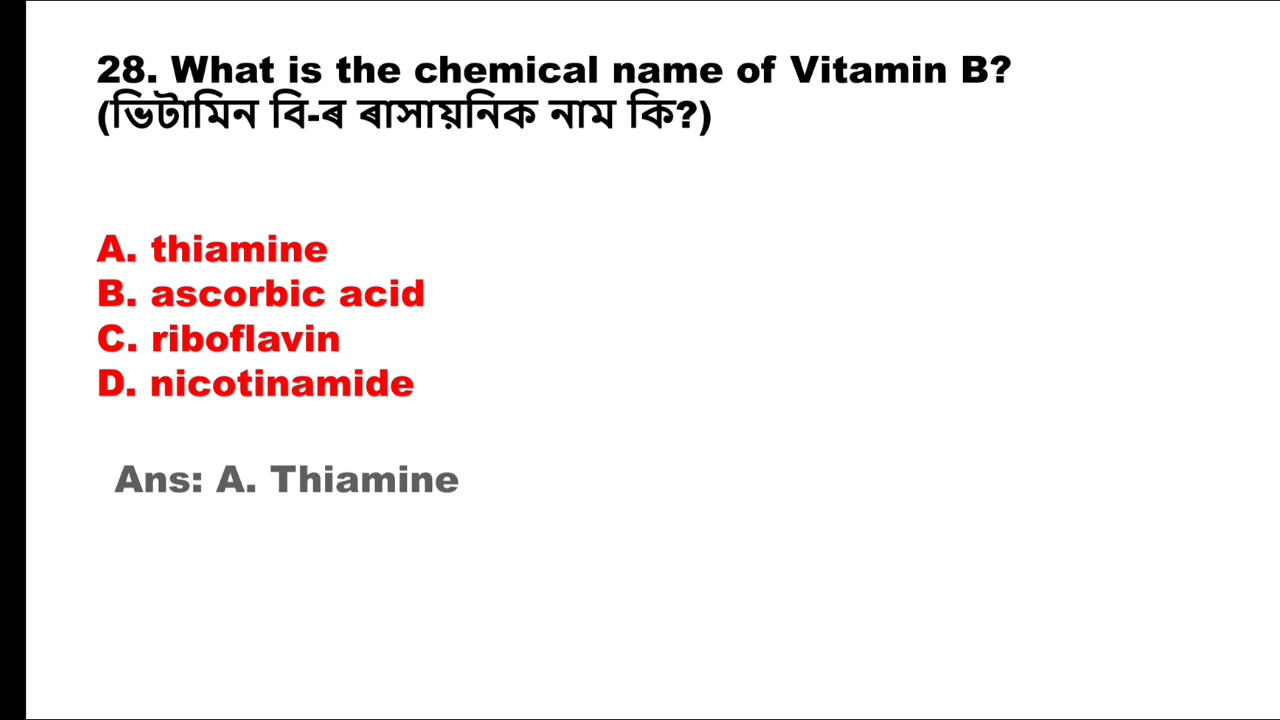 28. What is the chemical name of Vitamin B?
(ভিটামিন বি-ৰ ৰাসায়নিক নাম কি?)
A. thiamine
B. ascorbic acid
C. riboflavin
D. nicotinamide
Ans: A. Thiamine